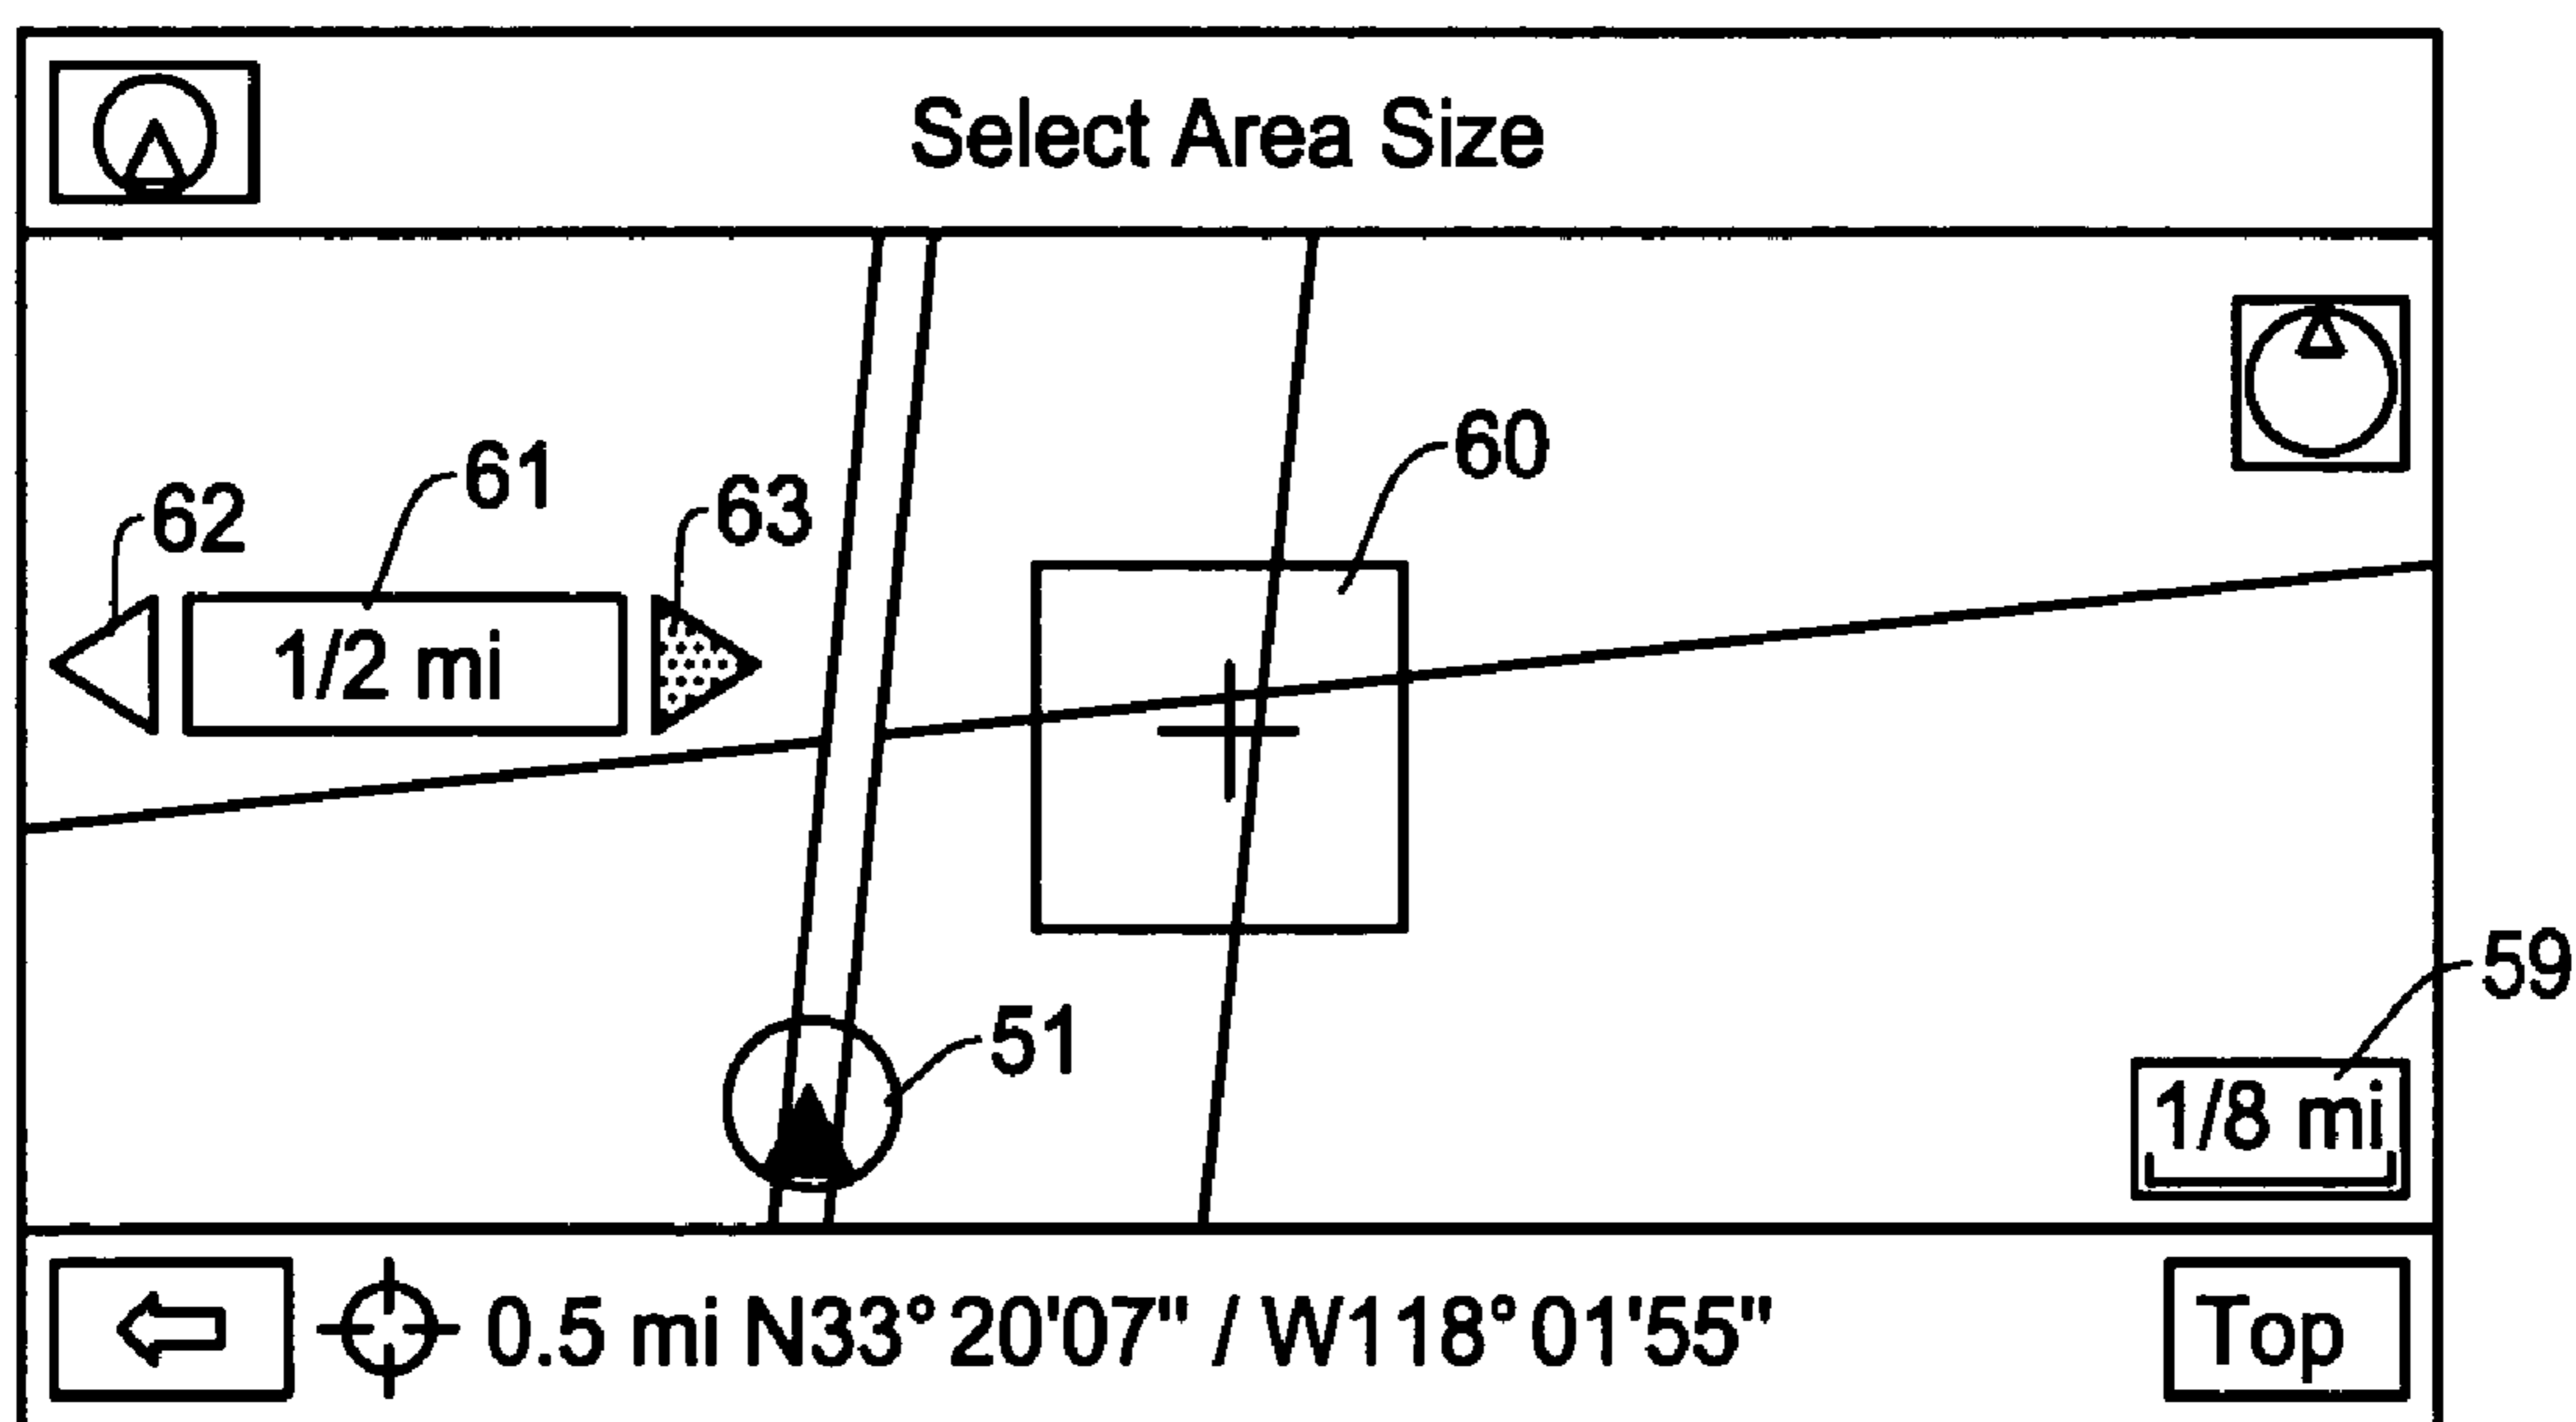 Select Area Size
60
61
62
63
1/2 mi
59
51
1/8 mi
0.5 mi N33°20'07" / W118°01'55"
Top